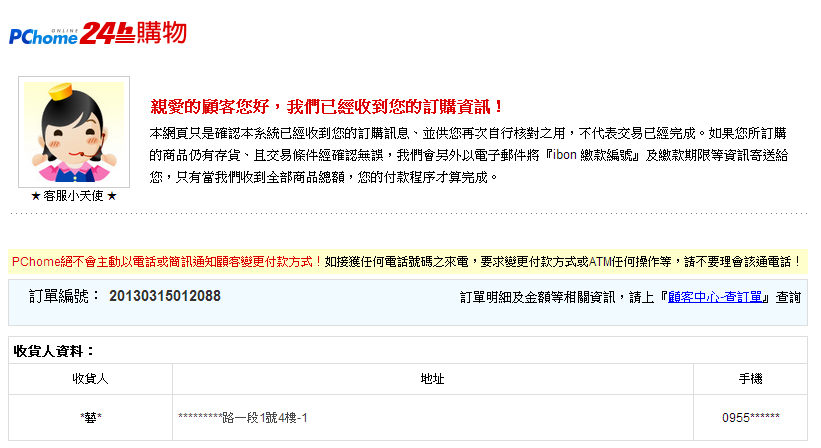 PChome ONLINE 24h購物
親愛的顧客您好，我們已經收到您的訂購資訊！
本網頁只是確認本系統已經收到您的訂購訊息、並供您再次自行核對之用，不代表交易已經完成。如果您所訂購
的商品仍有存貨、且交易條件經確認無誤，我們會另外以電子郵件將『ibon 繳款編號』及繳款期限等資訊寄送給
您，只有當我們收到全部商品總額，您的付款程序才算完成。
★ 客服小天使 ★
PChome絕不會主動以電話或簡訊通知顧客變更付款方式！如接獲任何電話號碼之來電，要求變更付款方式或ATM任何操作等，請不要理會該通電話！
訂單編號： 20130315012088 訂單明細及金額等相關資訊，請上『顧客中心-查訂單』查詢
收貨人資料：
收貨人 地址 手機
*藝* *********路一段1號4樓-1 0955******